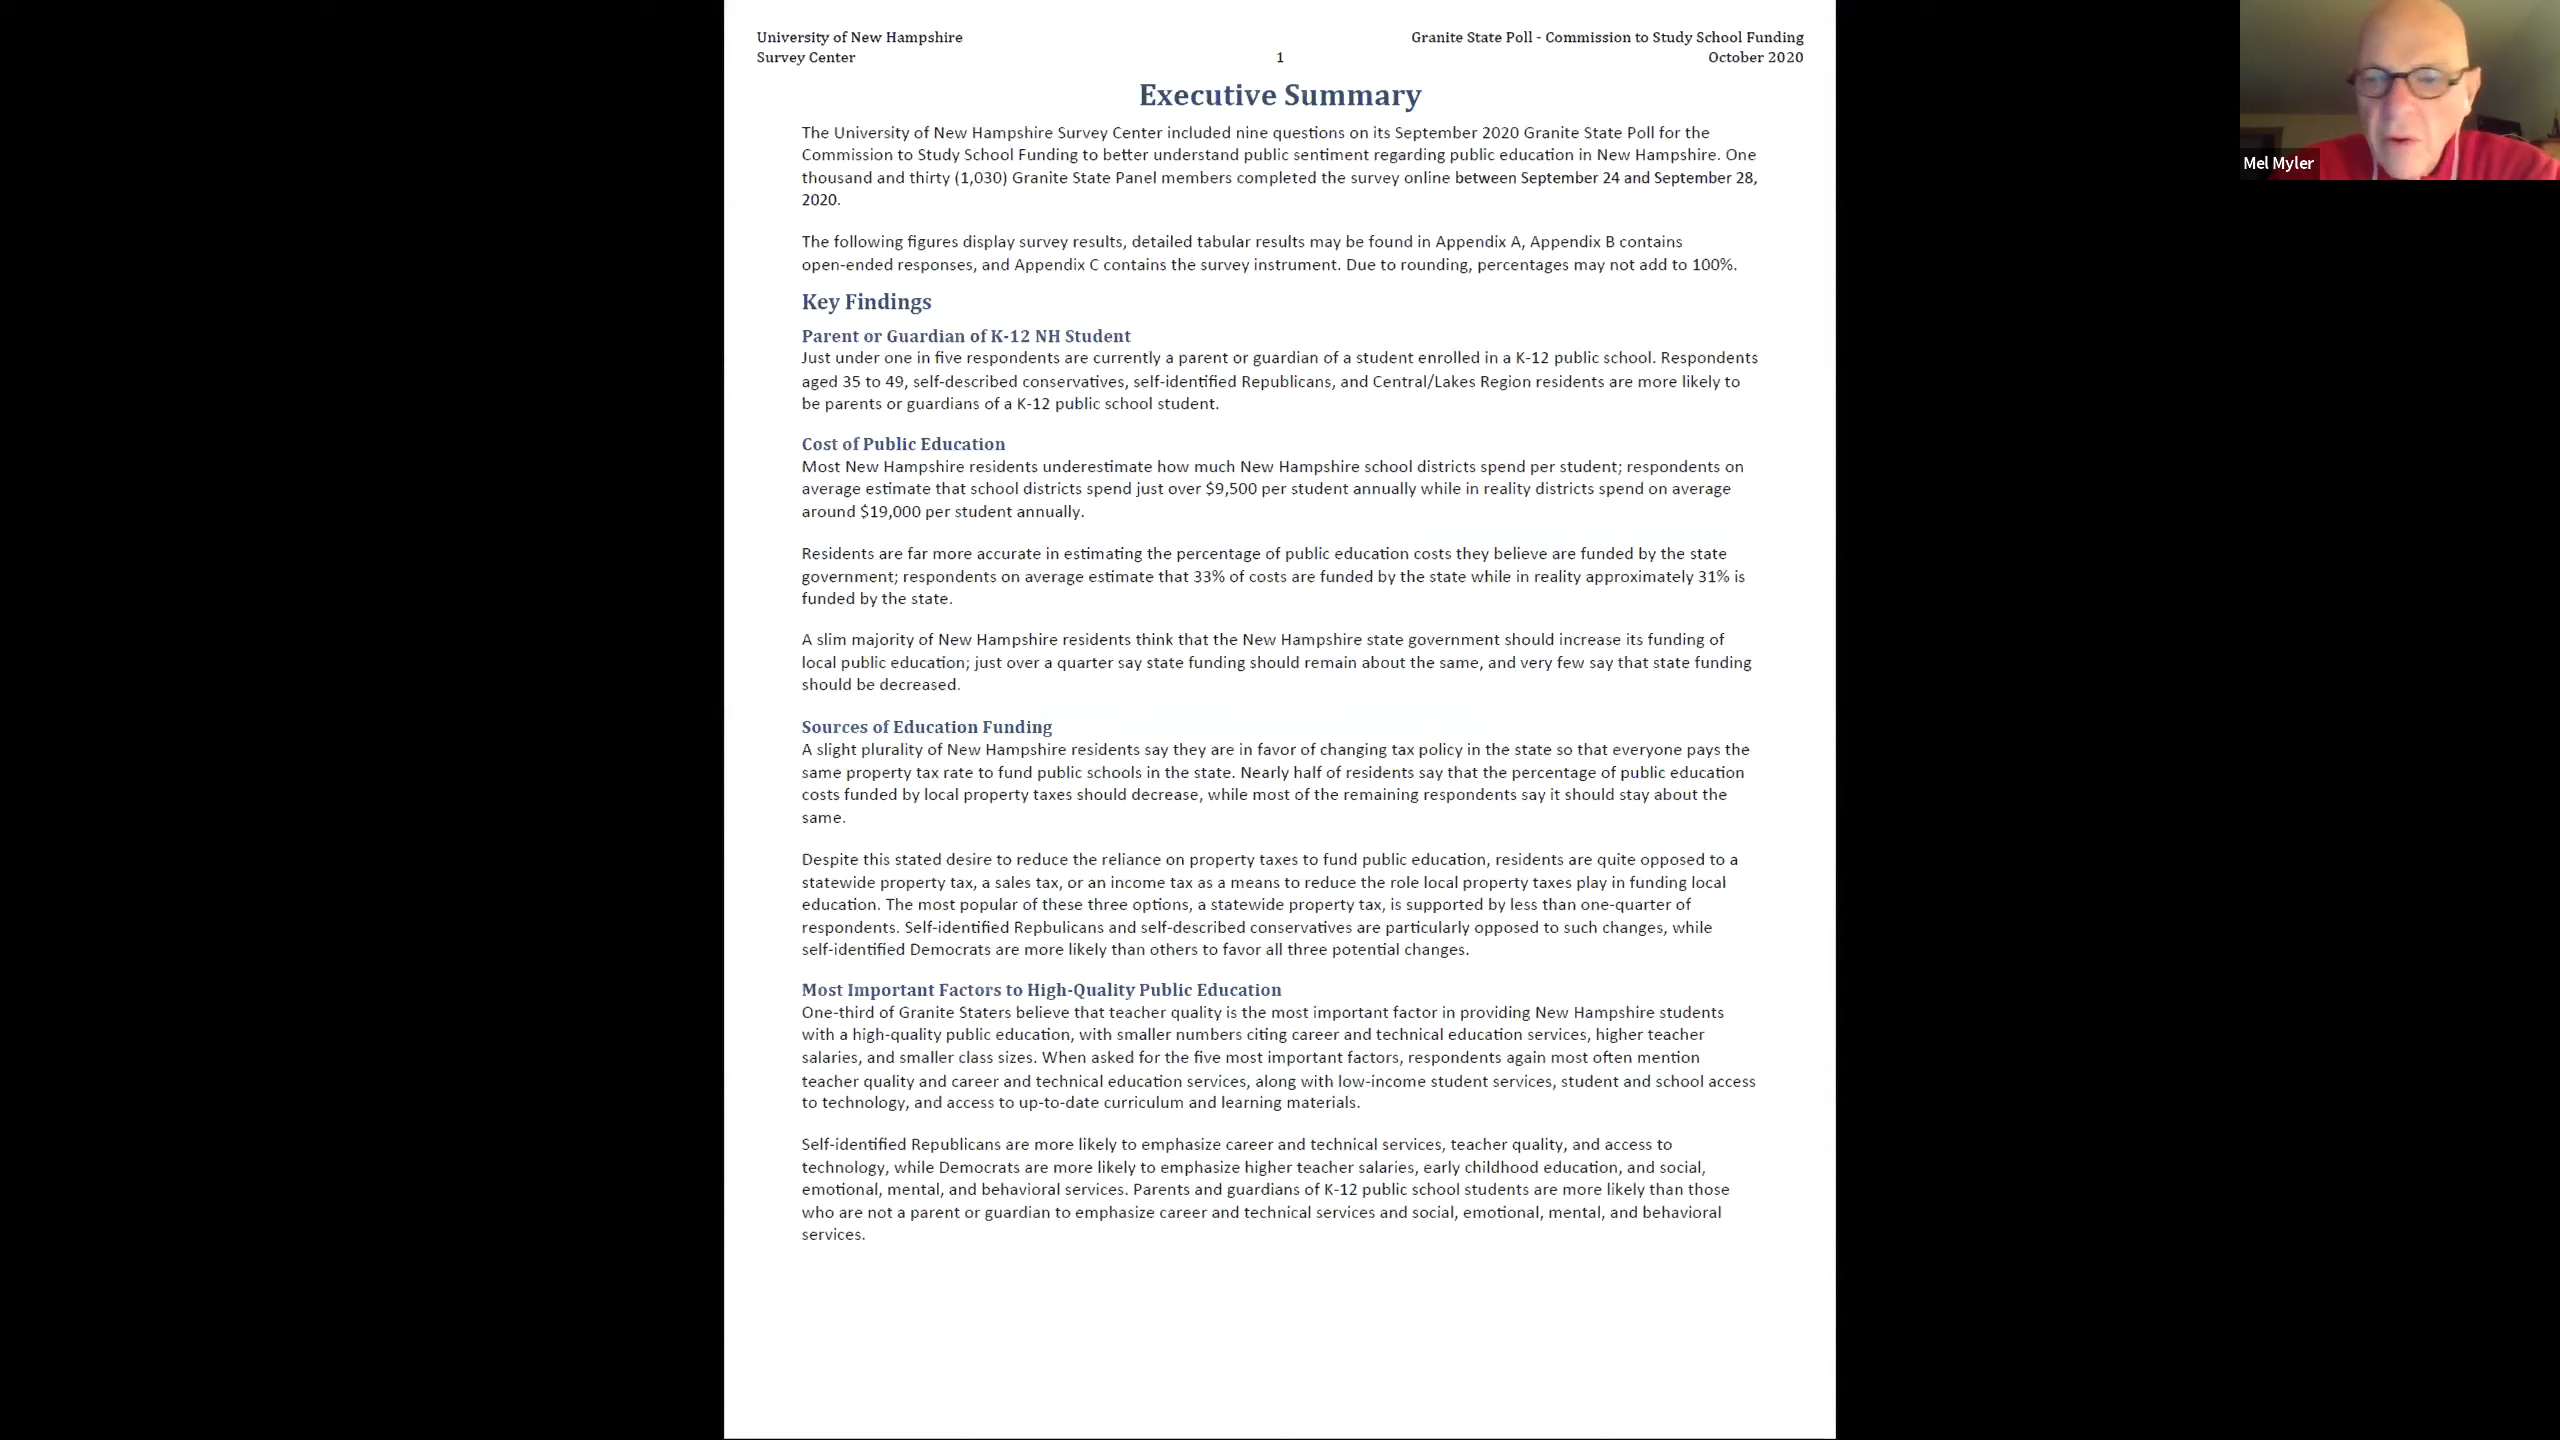 University of New Hampshire
Survey Center
1
Granite State Poll - Commission to Study School Funding
October 2020
Executive Summary
The University of New Hampshire Survey Center included nine questions on its September 2020 Granite State Poll for the
Commission to Study School Funding to better understand public sentiment regarding public education in New Hampshire. One
thousand and thirty (1,030) Granite State Panel members completed the survey online between September 24 and September 28,
2020.
The following figures display survey results, detailed tabular results may be found in Appendix A, Appendix B contains
open-ended responses, and Appendix C contains the survey instrument. Due to rounding, percentages may not add to 100%.
Key Findings
Parent or Guardian of K-12 NH Student
Just under one in five respondents are currently a parent or guardian of a student enrolled in a K-12 public school. Respondents
aged 35 to 49, self-described conservatives, self-identified Republicans, and Central/Lakes Region residents are more likely to
be parents or guardians of a K-12 public school student.
Cost of Public Education
Most New Hampshire residents underestimate how much New Hampshire school districts spend per student; respondents on
average estimate that school districts spend just over $9,500 per student annually while in reality districts spend on average
around $19,000 per student annually.
Residents are far more accurate in estimating the percentage of public education costs they believe are funded by the state
government; respondents on average estimate that 33% of costs are funded by the state while in reality approximately 31% is
funded by the state.
A slim majority of New Hampshire residents think that the New Hampshire state government should increase its funding of
local public education; just over a quarter say state funding should remain about the same, and very few say that state funding
should be decreased.
Sources of Education Funding
A slight plurality of New Hampshire residents say they are in favor of changing tax policy in the state so that everyone pays the
same property tax rate to fund public schools in the state. Nearly half of residents say that the percentage of public education
costs funded by local property taxes should decrease, while most of the remaining respondents say it should stay about the
same.
Despite this stated desire to reduce the reliance on property taxes to fund public education, residents are quite opposed to a
statewide property tax, a sales tax, or an income tax as a means to reduce the role local property taxes play in funding local
education. The most popular of these three options, a statewide property tax, is supported by less than one-quarter of
respondents. Self-identified Repbulicans and self-described conservatives are particularly opposed to such changes, while
self-identified Democrats are more likely than others to favor all three potential changes.
Most Important Factors to High-Quality Public Education
One-third of Granite Staters believe that teacher quality is the most important factor in providing New Hampshire students
with a high-quality public education, with smaller numbers citing career and technical education services, higher teacher
salaries, and smaller class sizes. When asked for the five most important factors, respondents again most often mention
teacher quality and career and technical education services, along with low-income student services, student and school access
to technology, and access to up-to-date curriculum and learning materials.
Self-identified Republicans are more likely to emphasize career and technical services, teacher quality, and access to
technology, while Democrats are more likely to emphasize higher teacher salaries, early childhood education, and social,
emotional, mental, and behavioral services. Parents and guardians of K-12 public school students are more likely than those
who are not a parent or guardian to emphasize career and technical services and social, emotional, mental, and behavioral
services.
Mel Myler